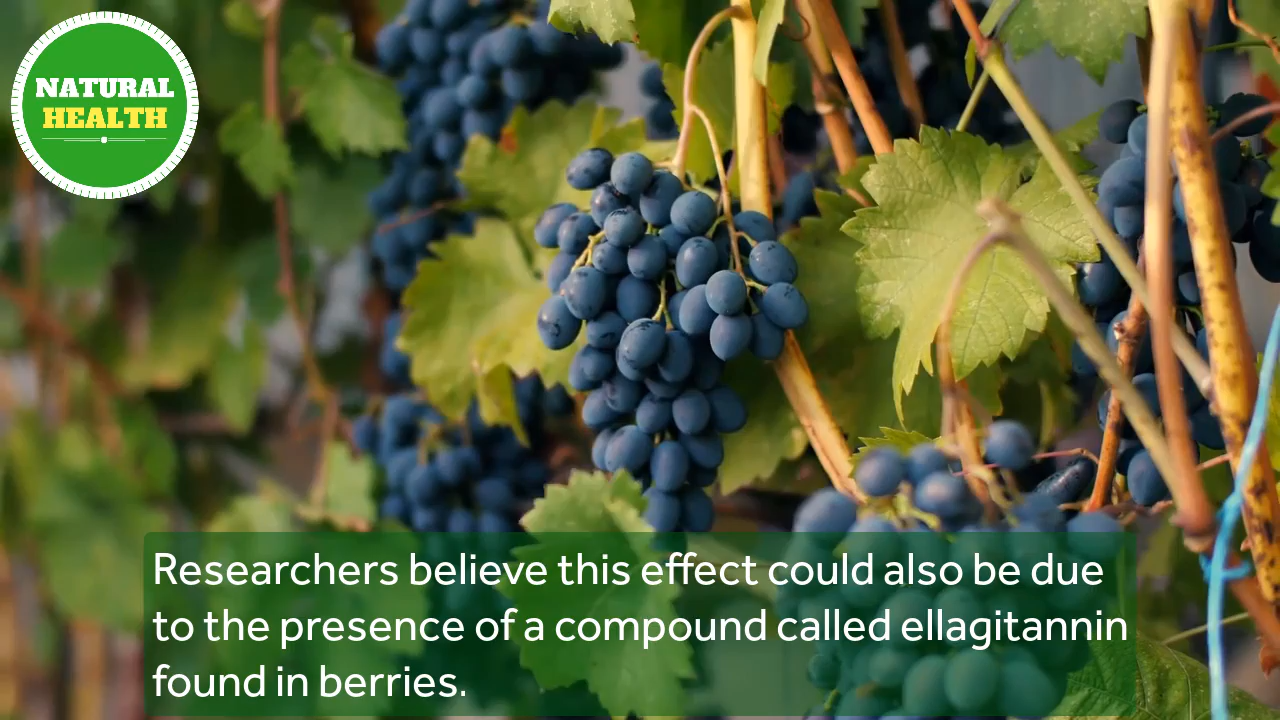 NATURAL
HEALTH
Researchers believe this effect could also be due
to the presence of a compound called ellagitannin
found in berries.